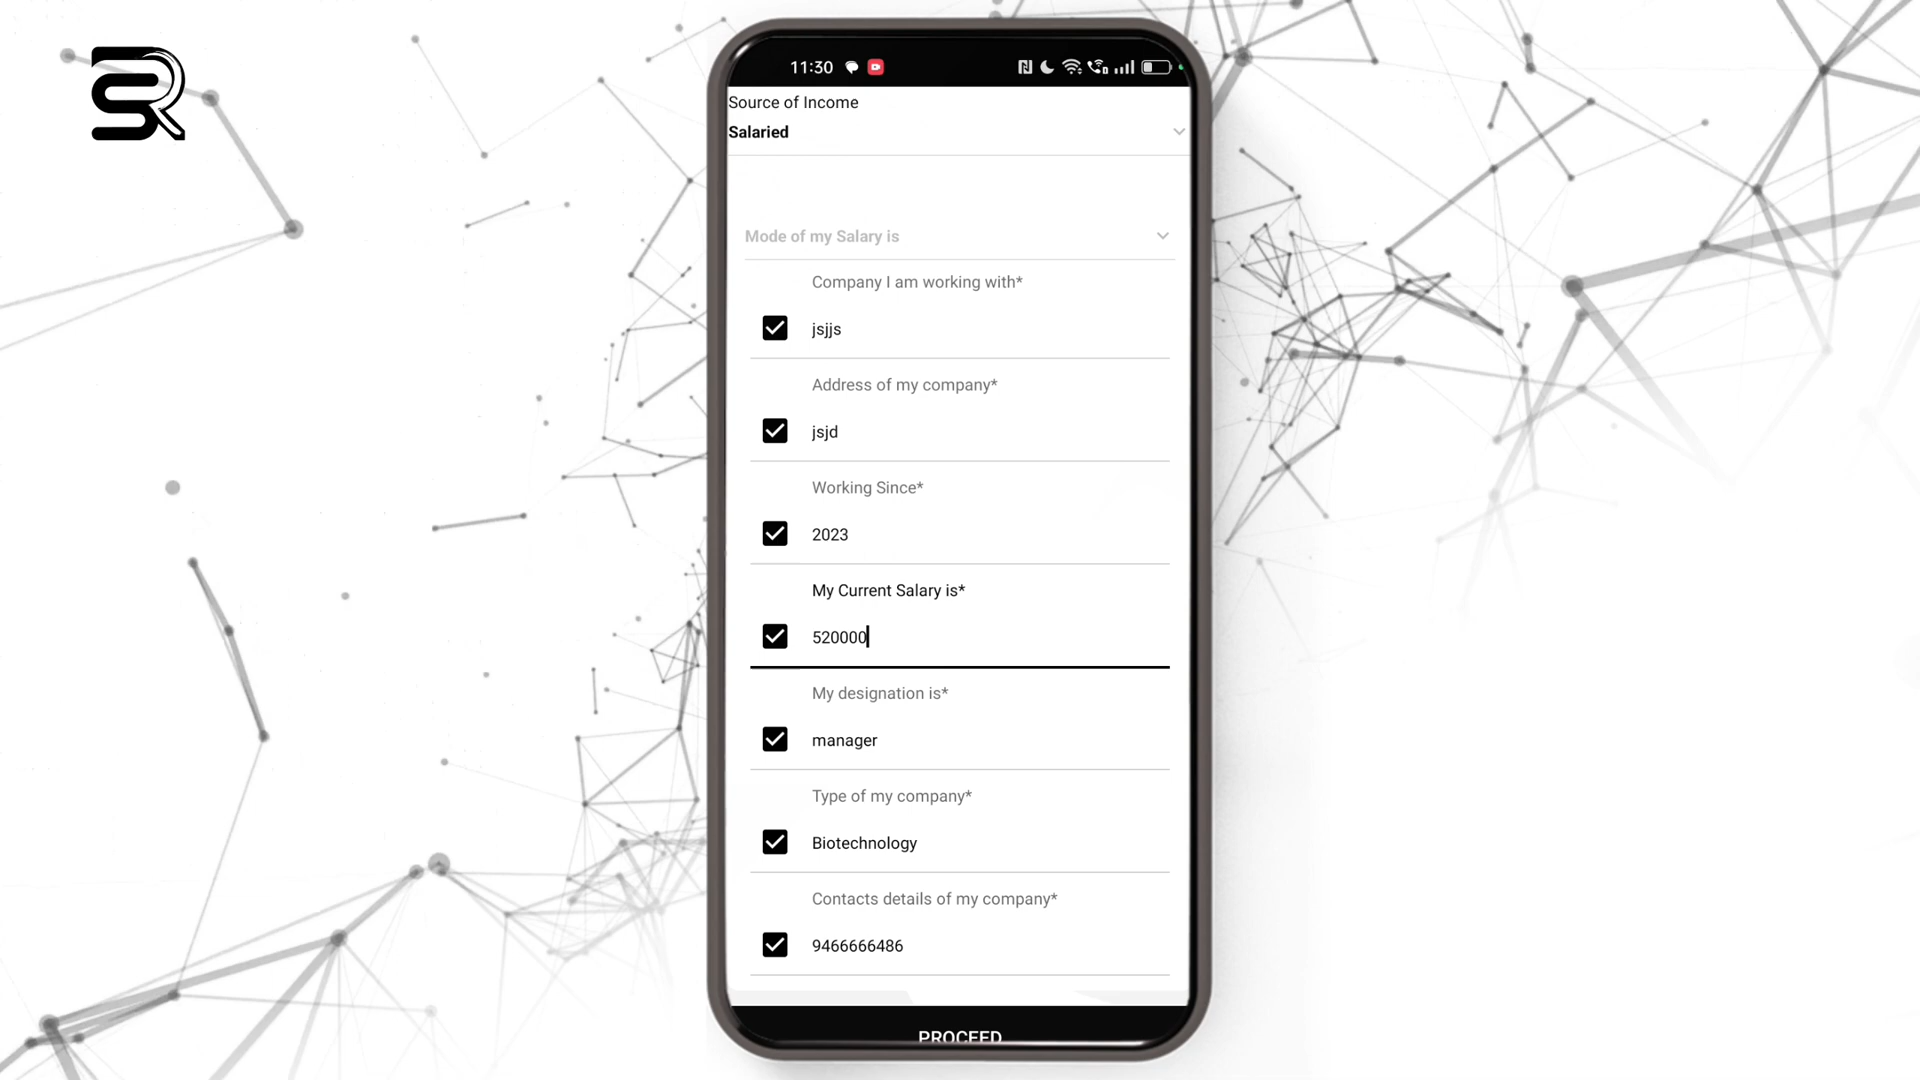 SR
11:30
Source of Income
Salaried
Mode of my Salary is
Company I am working with*
jsjjs
Address of my company*
jsjd
Working Since*
2023
My Current Salary is*
520000
My designation is*
manager
Type of my company*
Biotechnology
Contacts details of my company*
9466666486
PROCEED